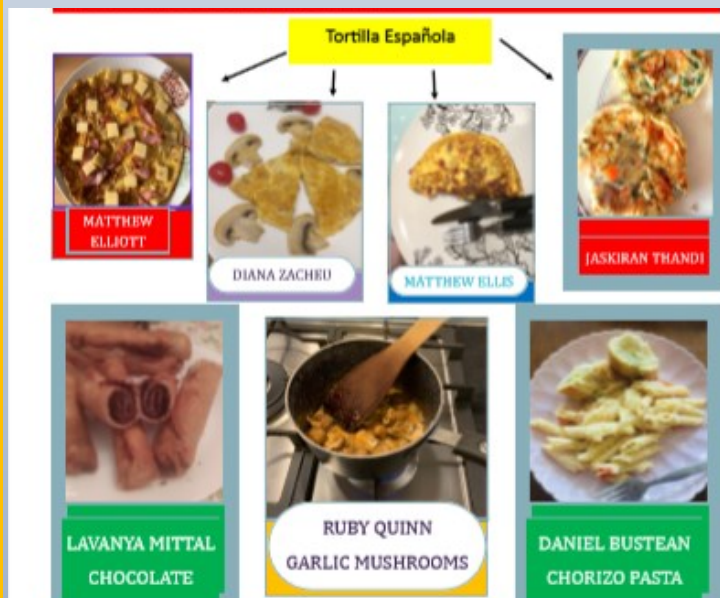 Tortilla Española
MATTHEW
ELLIOTT
DIANA ZACHEU
MATTHEW ELLIS
JASKIRAN THANDI
LAVANYA MITTAL
CHOCOLATE
RUBY QUINN
GARLIC MUSHROOMS
DANIEL BUSTEAN
CHORIZO PASTA